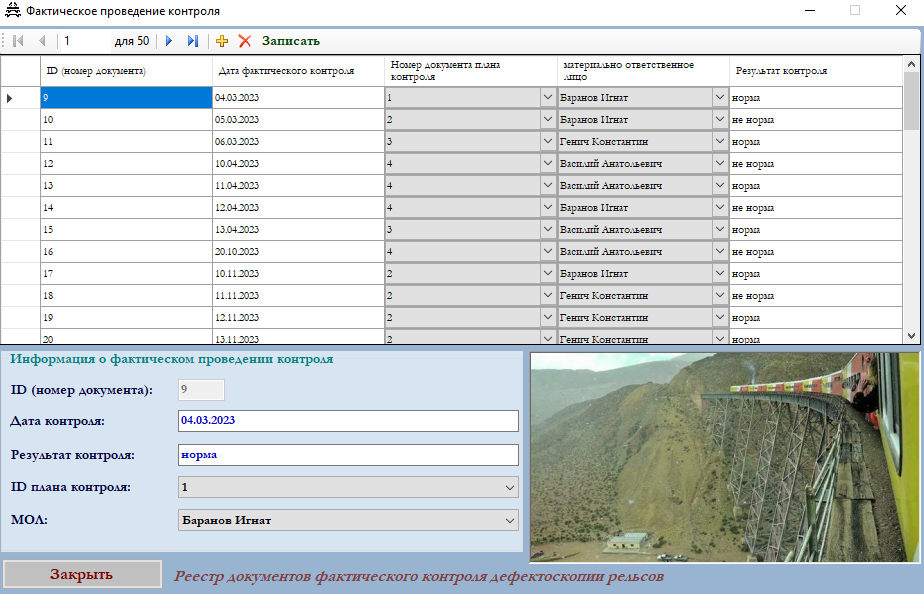 Фактическое проведение контроля
1 для 50 Записать
ID (номер документа) Дата фактического контроля Номер документа плана контроля материально ответственное лицо Результат контроля
9 04.03.2023 1 Баранов Игнат норма
10 05.03.2023 2 Баранов Игнат не норма
11 06.03.2023 3 Генич Константин норма
12 10.04.2023 4 Василий Анатольевич не норма
13 11.04.2023 4 Василий Анатольевич норма
14 12.04.2023 4 Баранов Игнат не норма
15 13.04.2023 3 Василий Анатольевич норма
16 20.10.2023 4 Василий Анатольевич не норма
17 10.11.2023 2 Баранов Игнат норма
18 11.11.2023 2 Генич Константин не норма
19 12.11.2023 2 Генич Константин норма
20 13.11.2023 2 Генич Константин норма
Информация о фактическом проведении контроля
ID (номер документа): 9
Дата контроля: 04.03.2023
Результат контроля: норма
ID плана контроля: 1
МОЛ: Баранов Игнат
Закрыть Реестр документов фактического контроля дефектоскопии рельсов